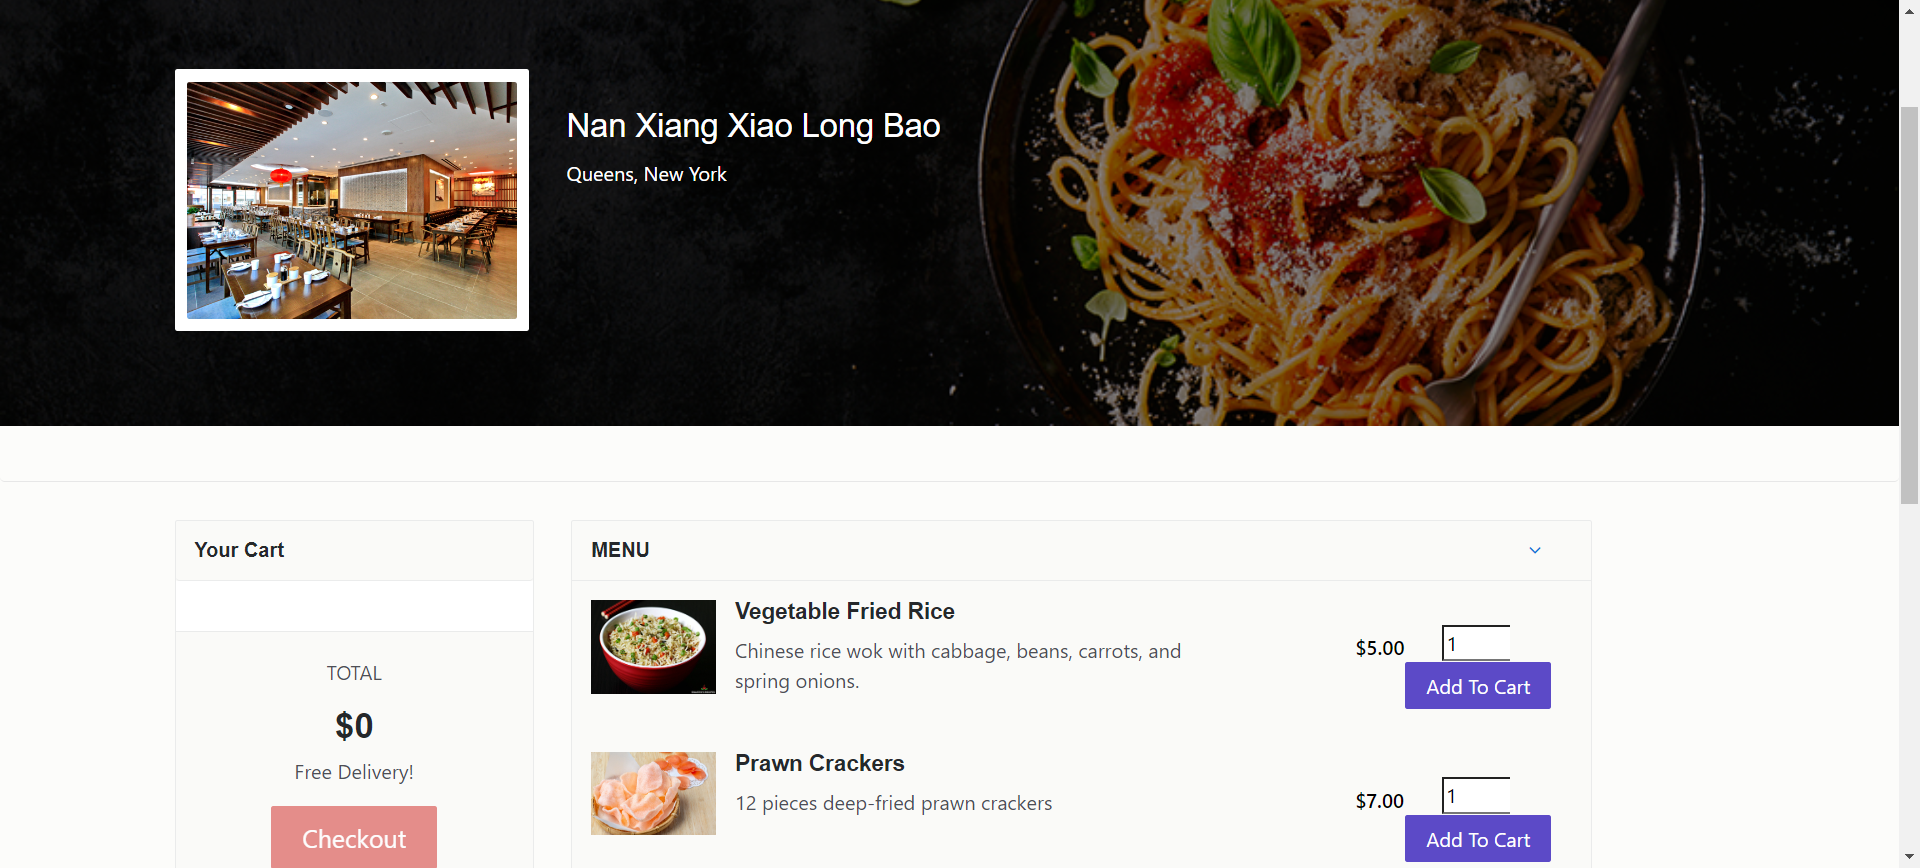 Nan Xiang Xiao Long Bao
Queens, New York
Your Cart
TOTAL
$0
Free Delivery!
Checkout
MENU
Vegetable Fried Rice
Chinese rice wok with cabbage, beans, carrots, and
spring onions.
$5.00
1
Add To Cart
Prawn Crackers
12 pieces deep-fried prawn crackers
$7.00
1
Add To Cart